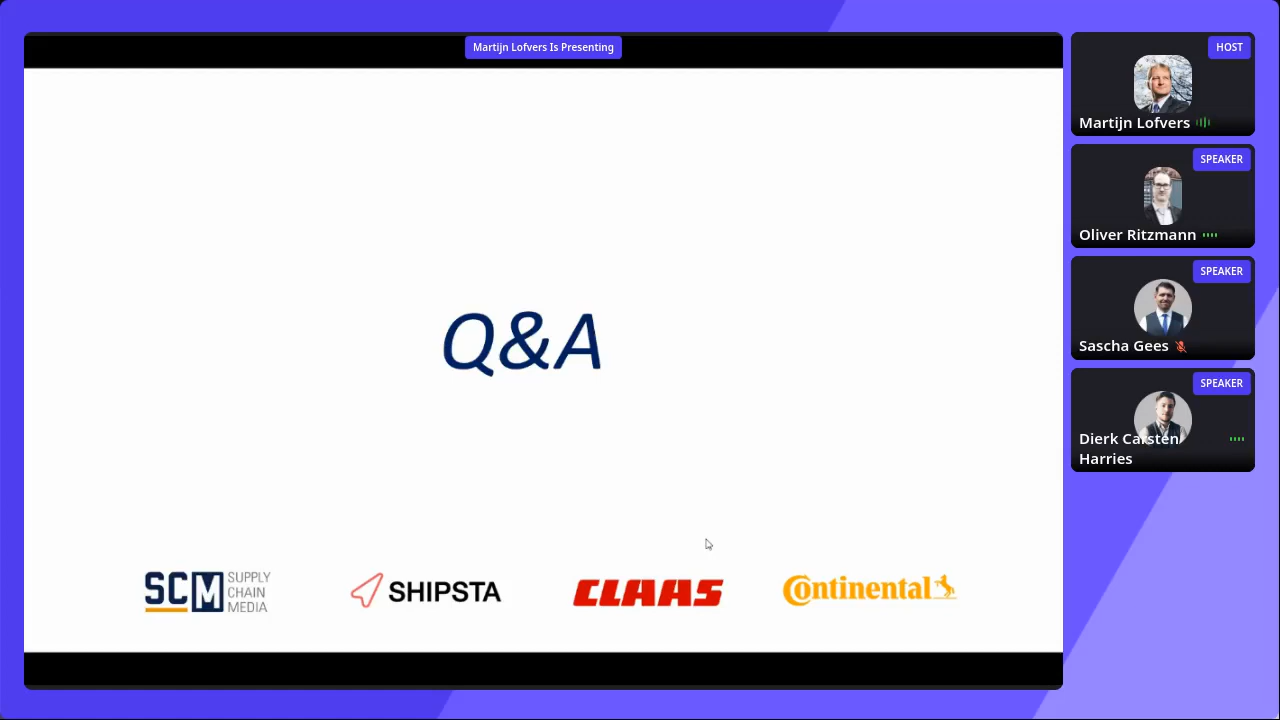 Martijn Lofvers Is Presenting
HOST
Martijn Lofvers
SPEAKER
Oliver Ritzmann
SPEAKER
Sascha Gees
SPEAKER
Dierk Carsten
Harries
Q&A
SCM SUPPLY
CHAIN
MEDIA
SHIPSTA
CLAAS
Continental